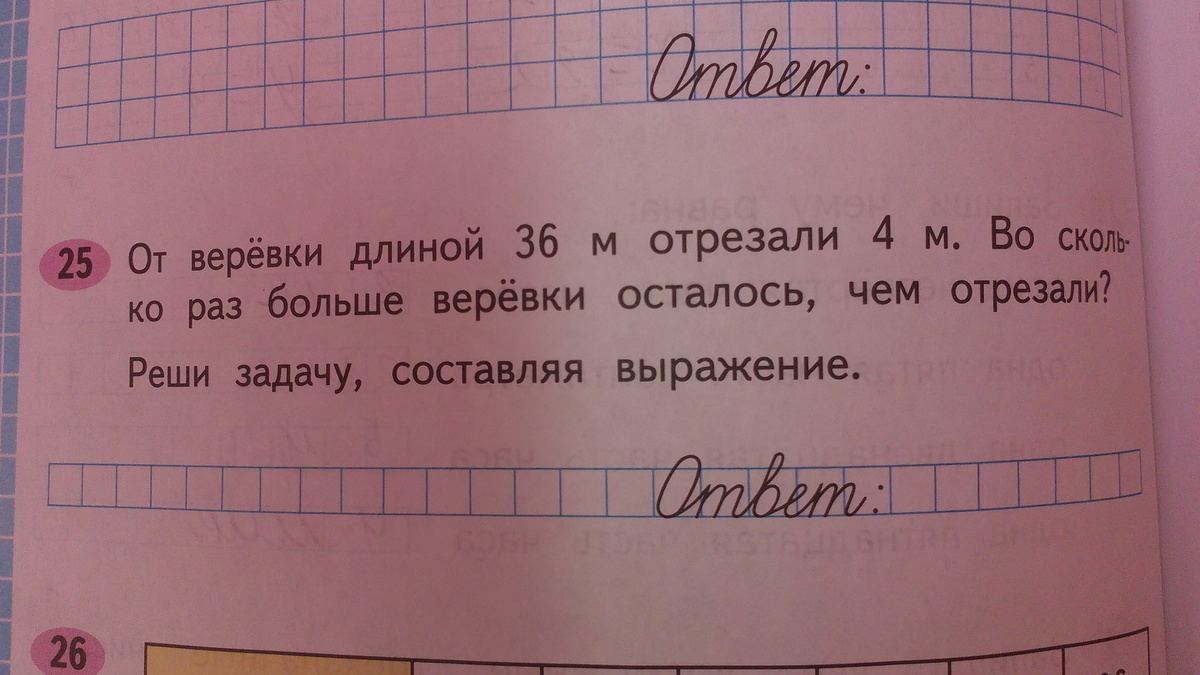 Ответ:
25 От верёвки длиной 36 м отрезали 4 м. Во сколь-
ко раз больше верёвки осталось, чем отрезали?
Реши задачу, составляя выражение.
Ответ:
26